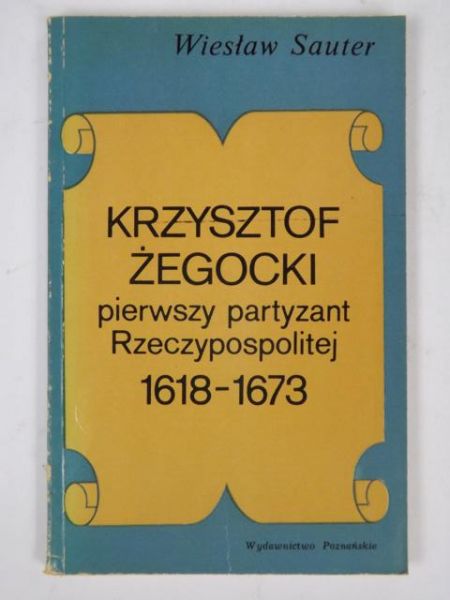 Wiesław Sauter
KRZYSZTOF
ŻEGOCKI
pierwszy partyzant
Rzeczypospolitej
1618-1673
Wydawnictwo Poznańskie